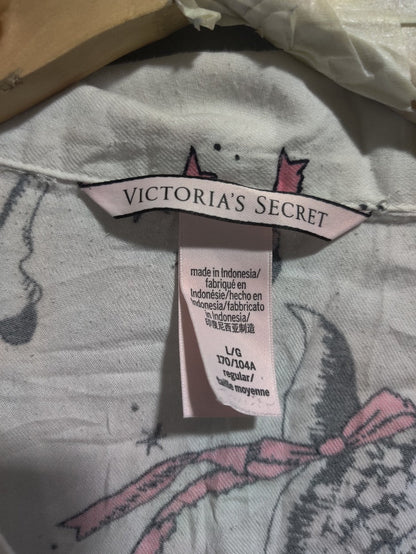 VICTORIA'S SECRET
made in Indonesia/
fabriqué en
Indonésie/hecho en
Indonesia/fabricato
in Indonesia/
印度尼西亚制造
L/G
170/104A
regular/
taille moyenne